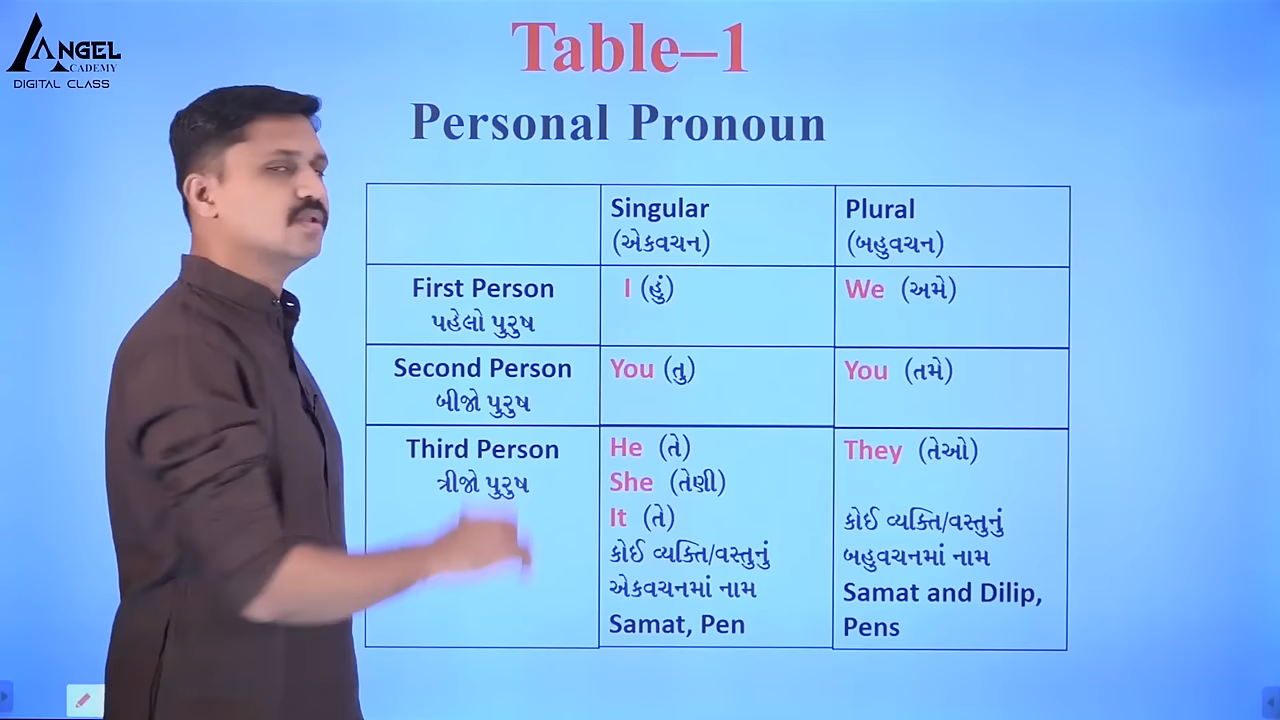 ANGEL
ACADEMY
DIGITAL CLASS
Table–1
Personal Pronoun
Singular
(એકવચન)
Plural
(બહુવચન)
First Person
પહેલો પુરુષ
I (હું)
We (અમે)
Second Person
બીજો પુરુષ
You (તુ)
You (તમે)
Third Person
ત્રીજો પુરુષ
He (તે)
She (તેણી)
It (તે)
કોઈ વ્યક્તિ/વસ્તુનું
એકવચનમાં નામ
Samat, Pen
They (તેઓ)
કોઈ વ્યક્તિ/વસ્તુનું
બહુવચનમાં નામ
Samat and Dilip,
Pens